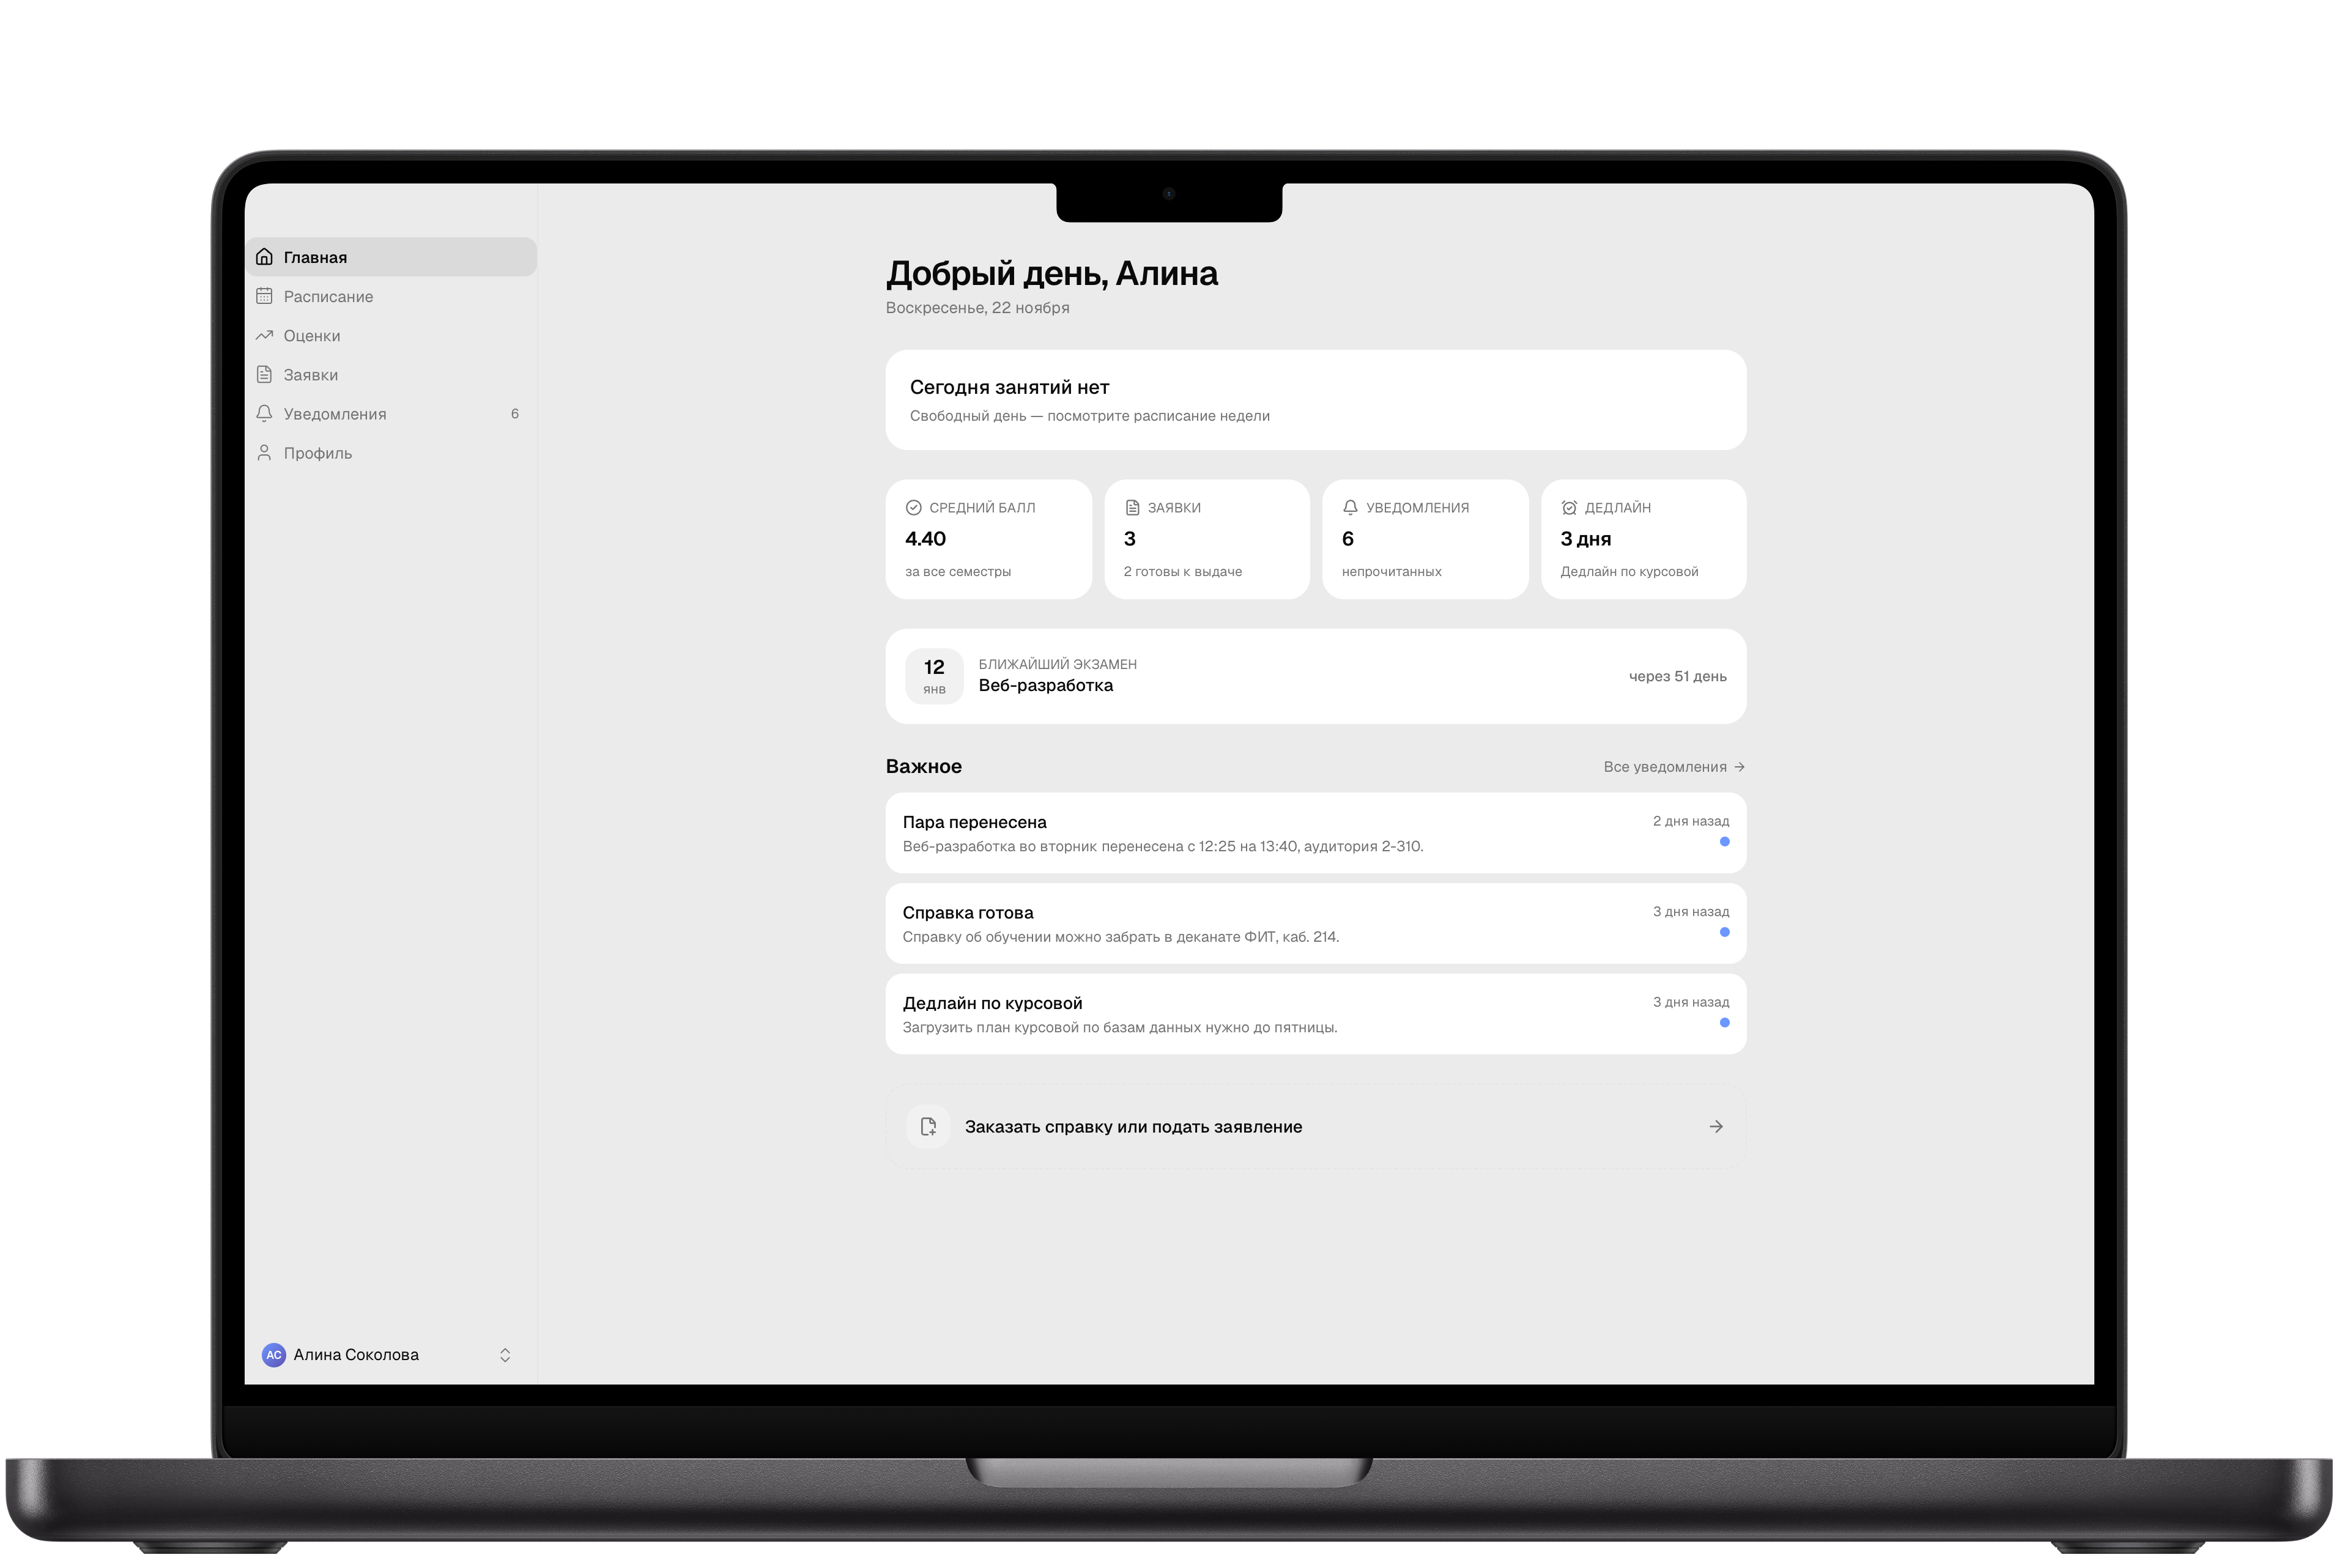 Главная
Расписание
Оценки
Заявки
Уведомления 6
Профиль
Добрый день, Алина
Воскресенье, 22 ноября
Сегодня занятий нет
Свободный день — посмотрите расписание недели
СРЕДНИЙ БАЛЛ
4.40
за все семестры
ЗАЯВКИ
3
2 готовы к выдаче
УВЕДОМЛЕНИЯ
6
непрочитанных
ДЕДЛАЙН
3 дня
Дедлайн по курсовой
12
янв
БЛИЖАЙШИЙ ЭКЗАМЕН
Веб-разработка
через 51 день
Важное
Все уведомления →
Пара перенесена
2 дня назад
Веб-разработка во вторник перенесена с 12:25 на 13:40, аудитория 2-310.
Справка готова
3 дня назад
Справку об обучении можно забрать в деканате ФИТ, каб. 214.
Дедлайн по курсовой
3 дня назад
Загрузить план курсовой по базам данных нужно до пятницы.
Заказать справку или подать заявление
АС Алина Соколова